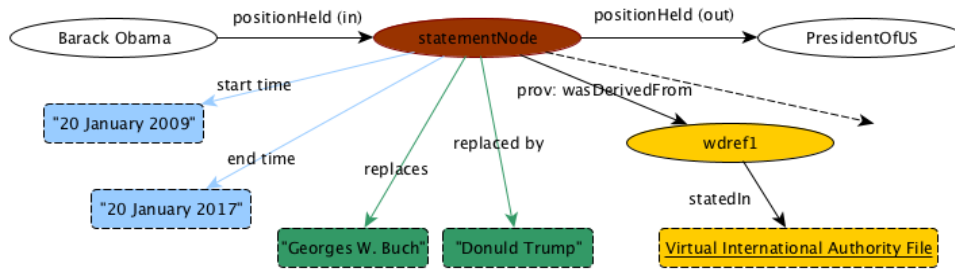 positionHeld (in)
positionHeld (out)
Barack Obama
statementNode
PresidentOfUS
start time
prov: wasDerivedFrom
"20 January 2009"
end time
replaced by
wdref1
replaces
statedIn
"20 January 2017"
"Georges W. Buch"
"Donuld Trump"
Virtual International Authority File